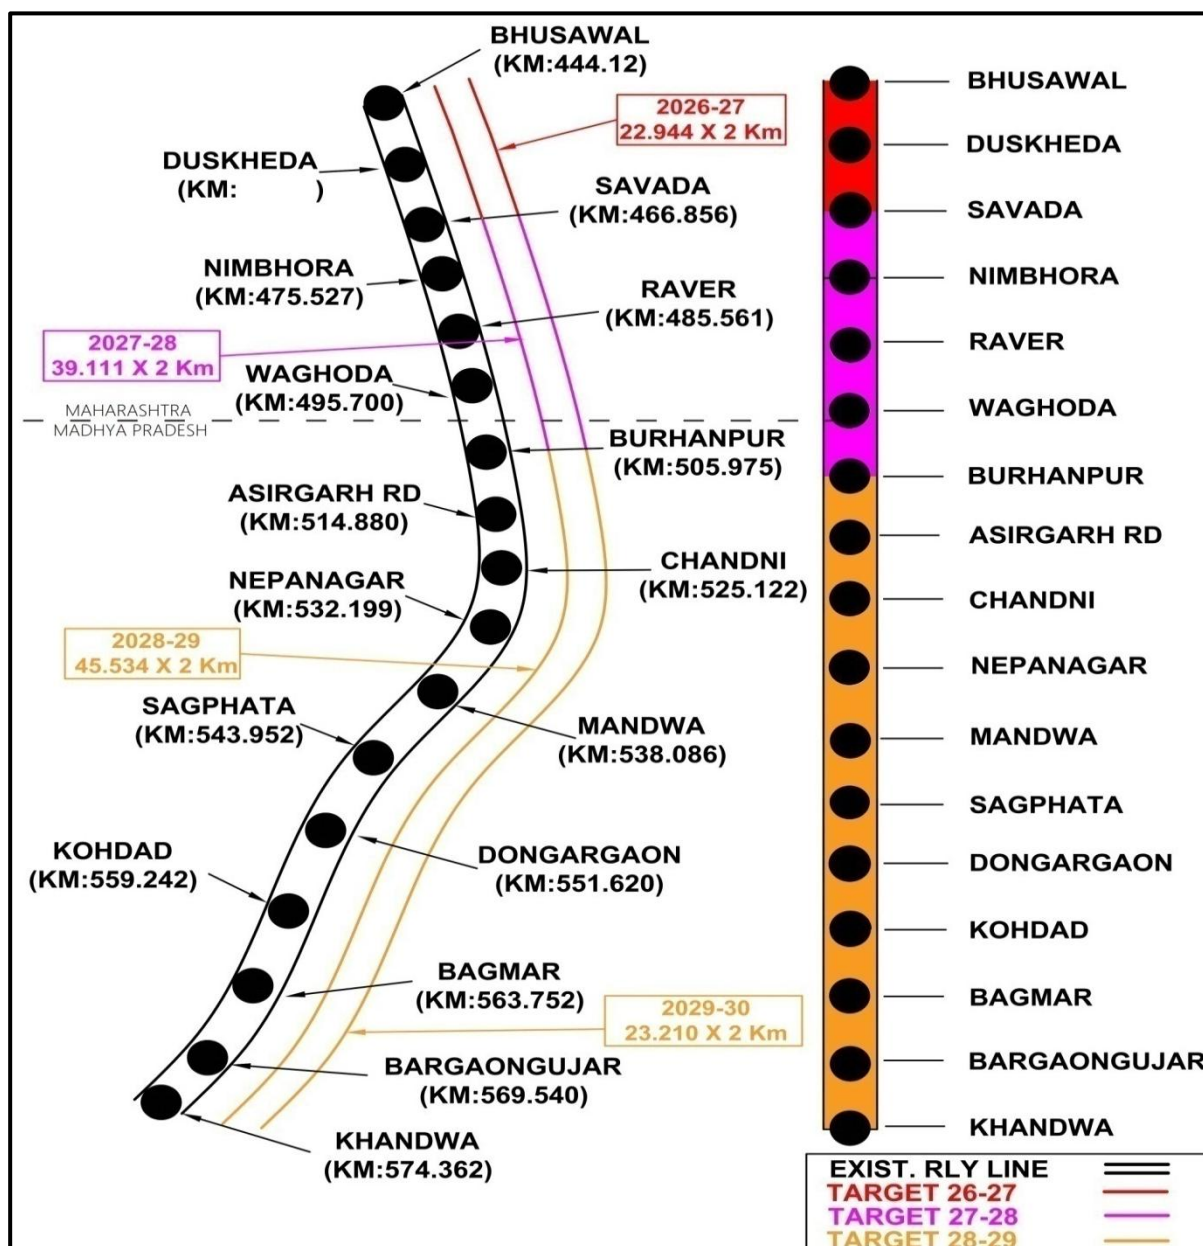 BHUSAWAL
(KM:444.12)
2026-27
22.944 X 2 Km
DUSKHEDA
(KM: )
SAVADA
(KM:466.856)
NIMBHORA
(KM:475.527)
RAVER
(KM:485.561)
2027-28
39.111 X 2 Km
WAGHODA
(KM:495.700)
MAHARASHTRA
MADHYA PRADESH
BURHANPUR
(KM:505.975)
ASIRGARH RD
(KM:514.880)
CHANDNI
(KM:525.122)
NEPANAGAR
(KM:532.199)
2028-29
45.534 X 2 Km
SAGPHATA
(KM:543.952)
MANDWA
(KM:538.086)
KOHDAD
(KM:559.242)
DONGARGAON
(KM:551.620)
BAGMAR
(KM:563.752)
2029-30
23.210 X 2 Km
BARGAONGUJAR
(KM:569.540)
KHANDWA
(KM:574.362)
BHUSAWAL
DUSKHEDA
SAVADA
NIMBHORA
RAVER
WAGHODA
BURHANPUR
ASIRGARH RD
CHANDNI
NEPANAGAR
MANDWA
SAGPHATA
DONGARGAON
KOHDAD
BAGMAR
BARGAONGUJAR
KHANDWA
EXIST. RLY LINE
TARGET 26-27
TARGET 27-28
TARGET 28-29